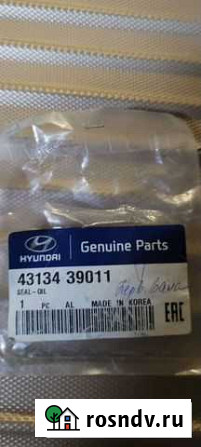 HYUNDAI
Genuine Parts
43134 39011
SEAL-OIL
1 PC AL MADE IN KOREA
EAC
rosndv.ru